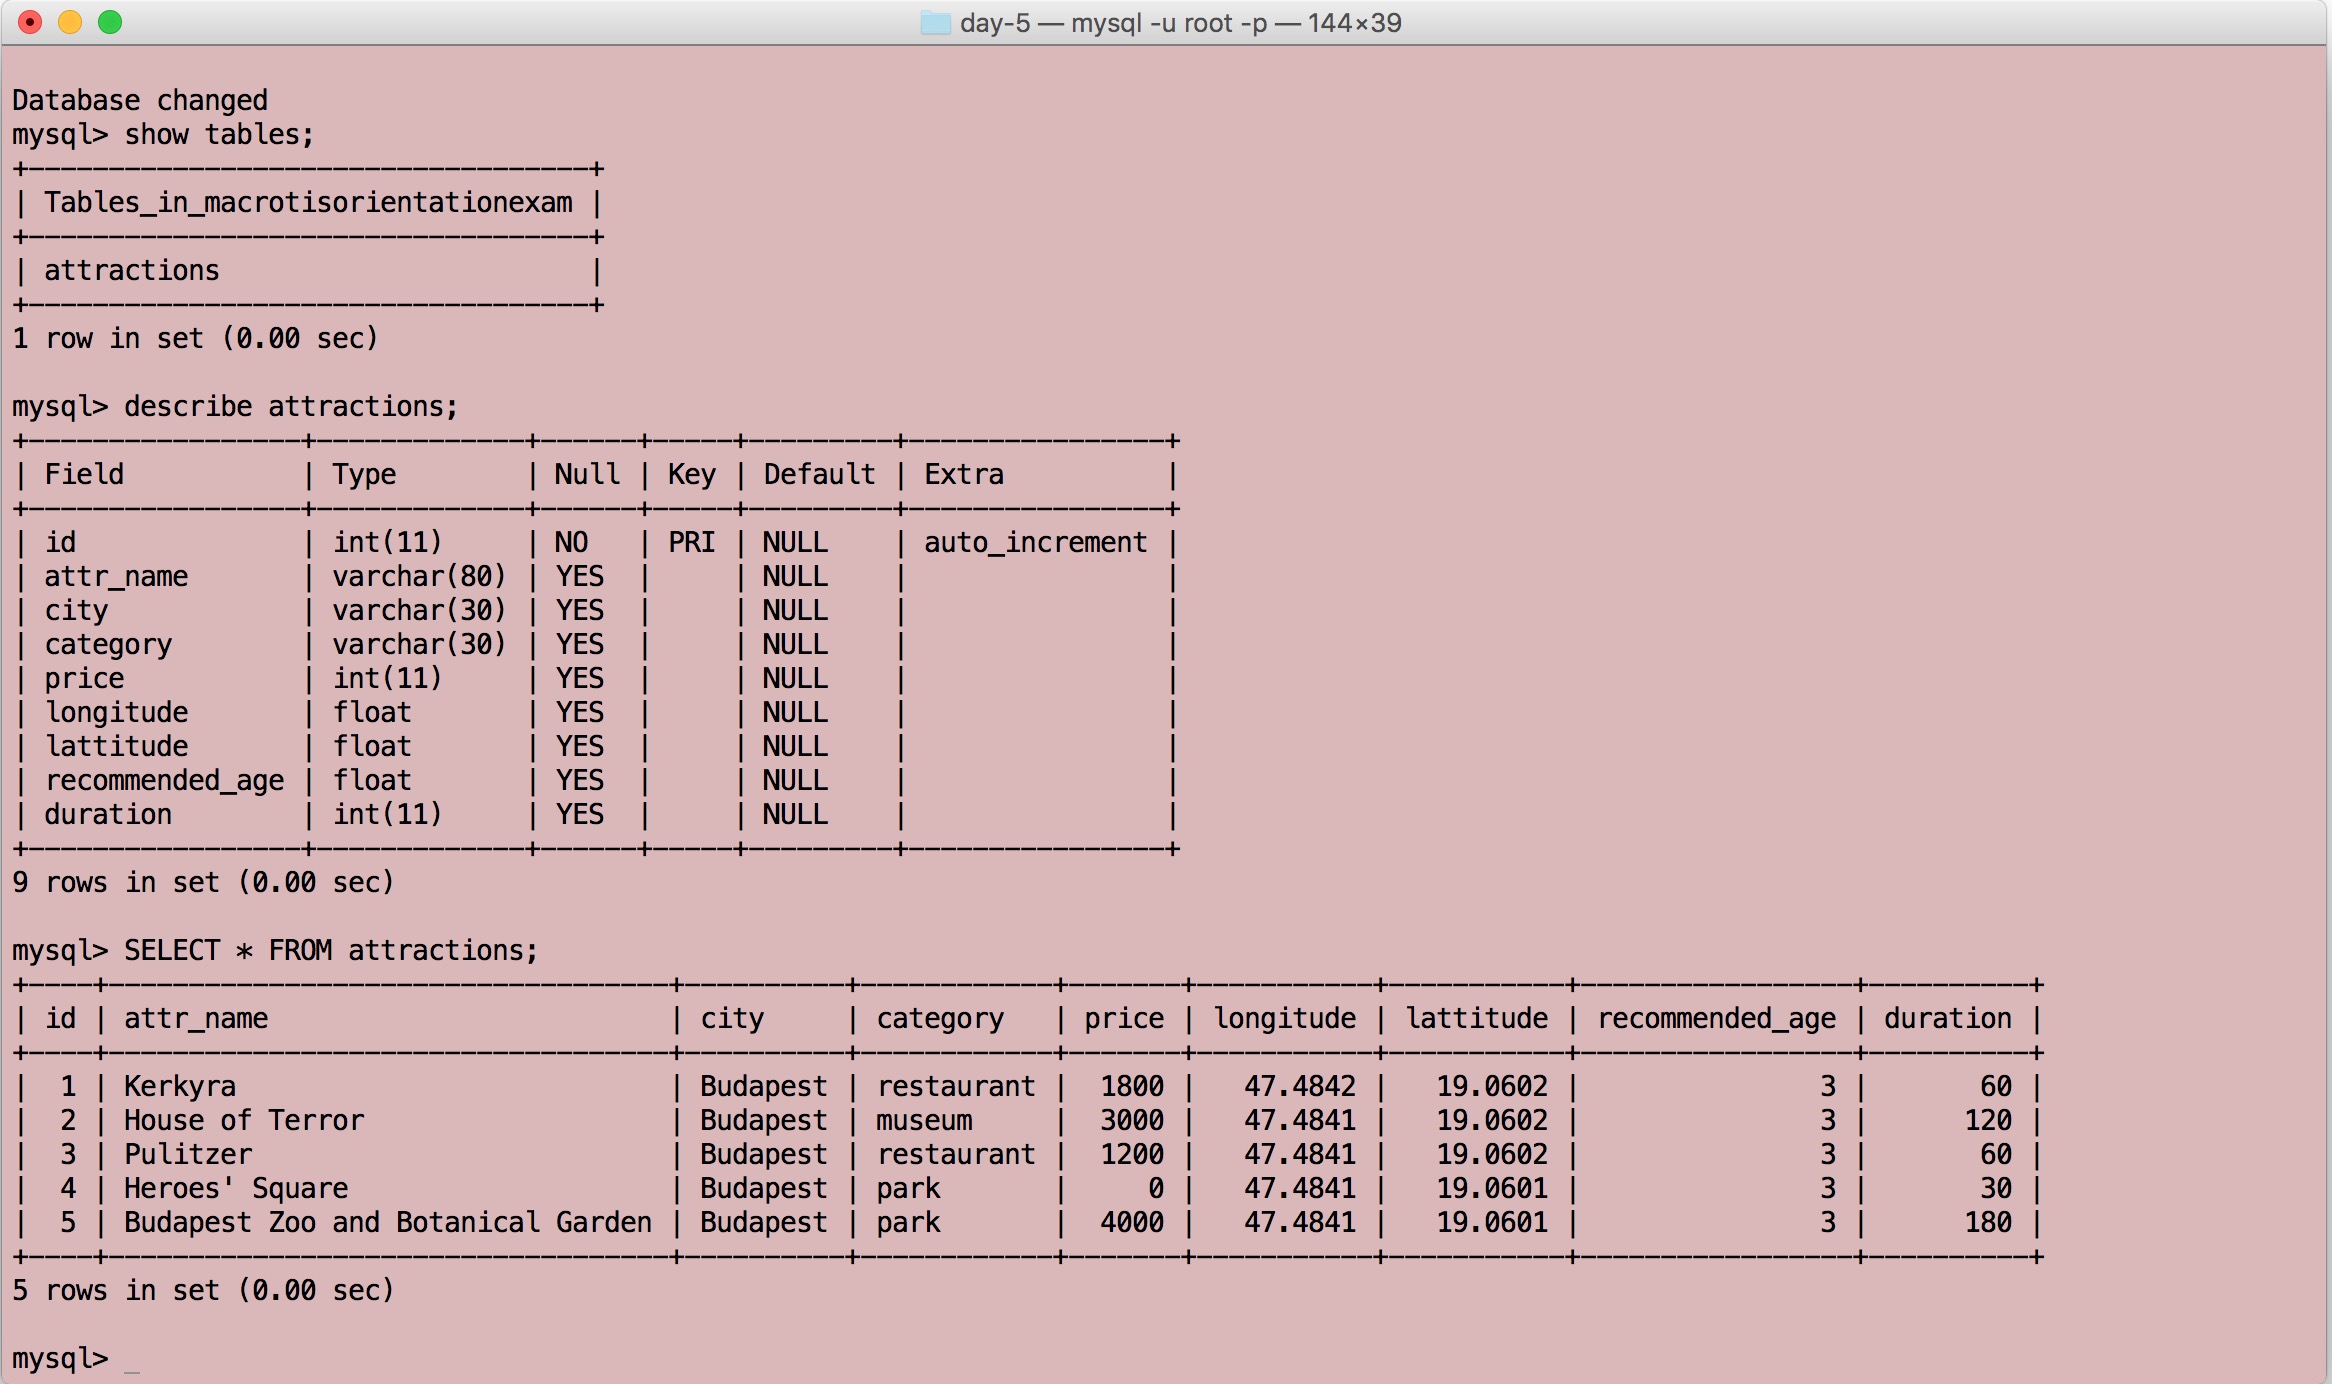 day-5 — mysql -u root -p — 144×39
Database changed
mysql> show tables;
+-----------------------------------+
| Tables_in_macrotisorientationexam |
+-----------------------------------+
| attractions                       |
+-----------------------------------+
1 row in set (0.00 sec)
mysql> describe attractions;
+-----------------+-------------+------+-----+---------+----------------+
| Field           | Type        | Null | Key | Default | Extra          |
+-----------------+-------------+------+-----+---------+----------------+
| id              | int(11)     | NO   | PRI | NULL    | auto_increment |
| attr_name       | varchar(80) | YES  |     | NULL    |                |
| city            | varchar(30) | YES  |     | NULL    |                |
| category        | varchar(30) | YES  |     | NULL    |                |
| price           | int(11)     | YES  |     | NULL    |                |
| longitude       | float       | YES  |     | NULL    |                |
| lattitude       | float       | YES  |     | NULL    |                |
| recommended_age | float       | YES  |     | NULL    |                |
| duration        | int(11)     | YES  |     | NULL    |                |
+-----------------+-------------+------+-----+---------+----------------+
9 rows in set (0.00 sec)
mysql> SELECT * FROM attractions;
+----+-----------------------------------+----------+------------+-------+-----------+-----------+-----------------+----------+
| id | attr_name                         | city     | category   | price | longitude | lattitude | recommended_age | duration |
+----+-----------------------------------+----------+------------+-------+-----------+-----------+-----------------+----------+
|  1 | Kerkyra                           | Budapest | restaurant |  1800 |   47.4842 |   19.0602 |               3 |       60 |
|  2 | House of Terror                   | Budapest | museum     |  3000 |   47.4841 |   19.0602 |               3 |      120 |
|  3 | Pulitzer                          | Budapest | restaurant |  1200 |   47.4841 |   19.0602 |               3 |       60 |
|  4 | Heroes' Square                    | Budapest | park       |     0 |   47.4841 |   19.0601 |               3 |       30 |
|  5 | Budapest Zoo and Botanical Garden | Budapest | park       |  4000 |   47.4841 |   19.0601 |               3 |      180 |
+----+-----------------------------------+----------+------------+-------+-----------+-----------+-----------------+----------+
5 rows in set (0.00 sec)
mysql> _